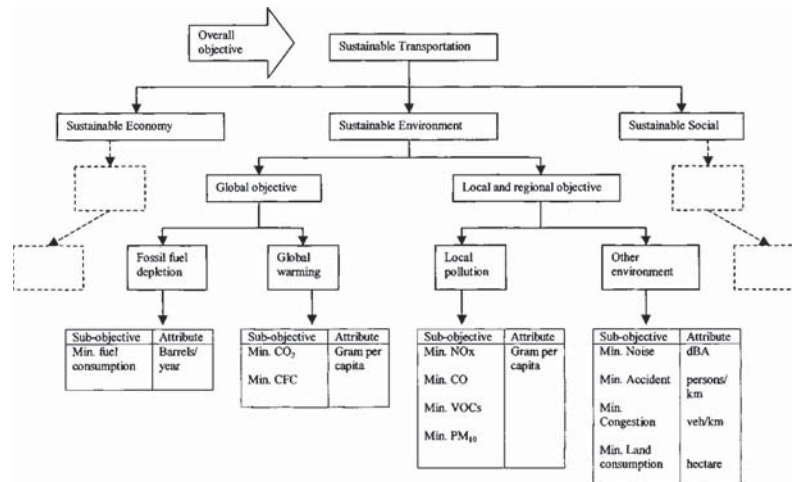 Overall
objective
Sustainable Transportation
Sustainable Economy
Sustainable Environment
Sustainable Social
Global objective
Local and regional objective
Fossil fuel
depletion
Global
warming
Local
pollution
Other
environment
Sub-objective Attribute
Min. fuel Barrels/
consumption year
Sub-objective Attribute
Min. CO₂ Gram per
capita
Min. CFC
Sub-objective Attribute
Min. NOx Gram per
capita
Min. CO
Min. VOCs
Min. PM₁₀
Sub-objective Attribute
Min. Noise dBA
Min. Accident persons/
km
Min.
Congestion veh/km
Min. Land
consumption hectare